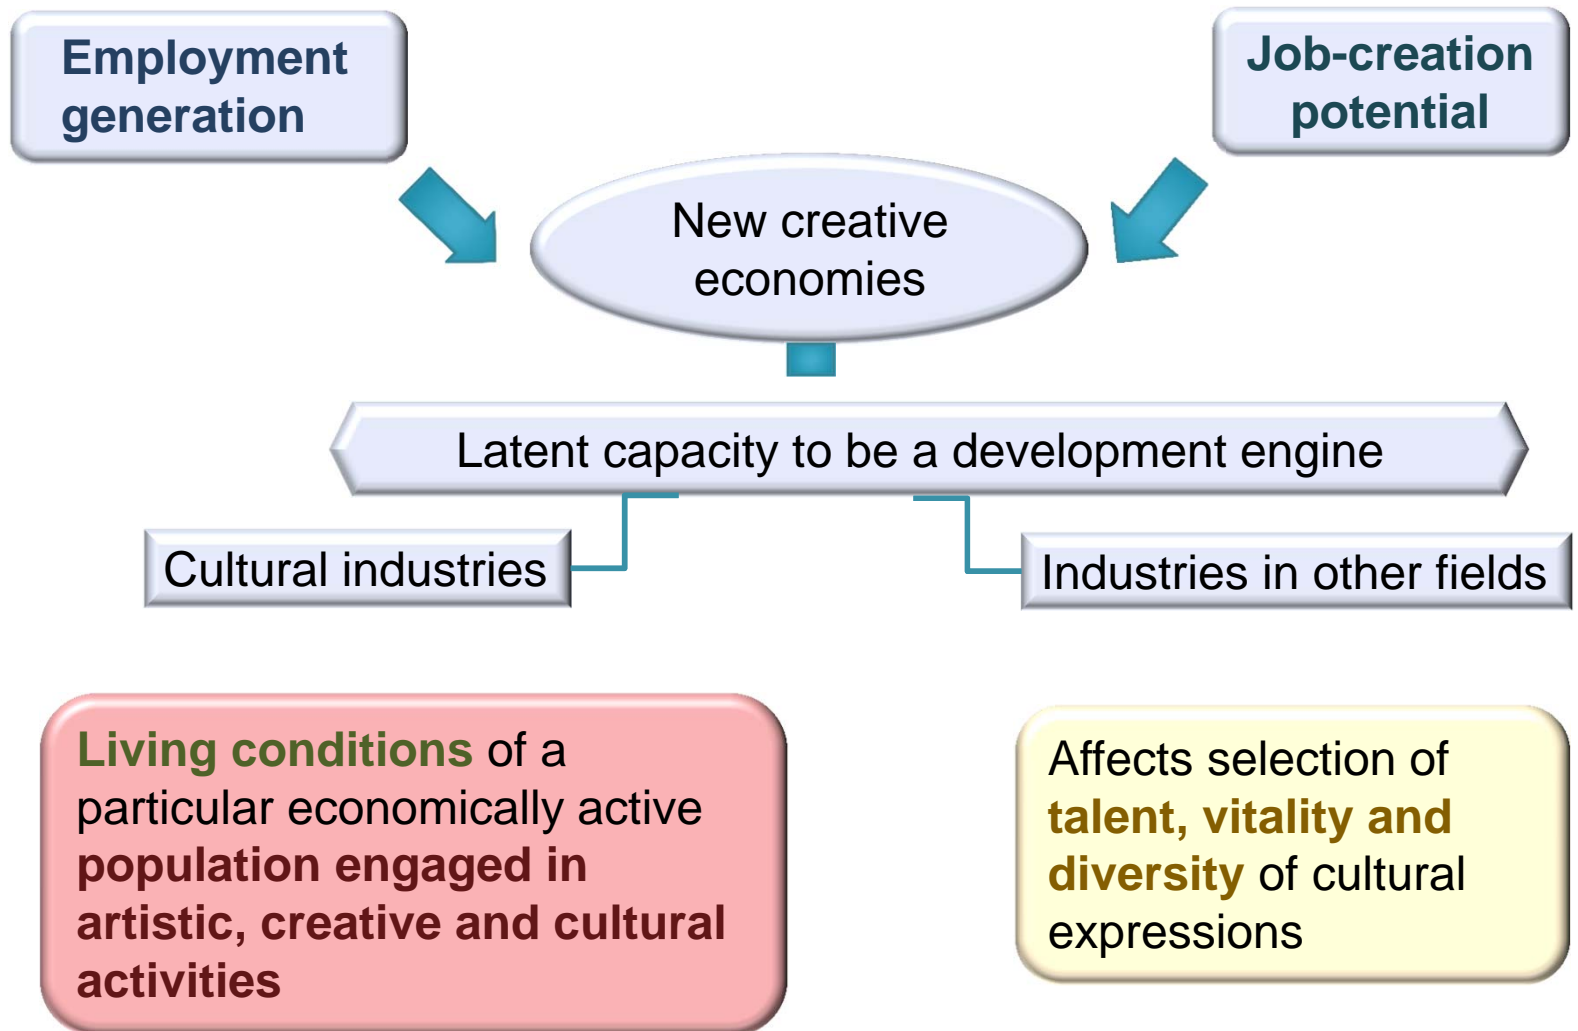 Employment
generation
Job-creation
potential
New creative
economies
Latent capacity to be a development engine
Cultural industries
Industries in other fields
Living conditions of a
particular economically active
population engaged in
artistic, creative and cultural
activities
Affects selection of
talent, vitality and
diversity of cultural
expressions